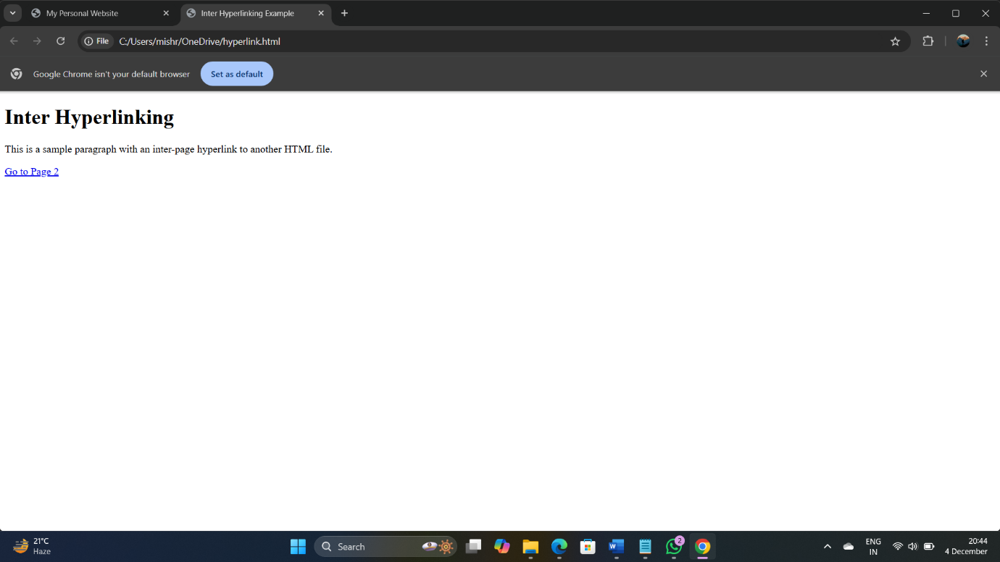 My Personal Website
Inter Hyperlinking Example
File
C:/Users/mishr/OneDrive/hyperlink.html
Google Chrome isn't your default browser
Set as default
Inter Hyperlinking
This is a sample paragraph with an inter-page hyperlink to another HTML file.
Go to Page 2
21°C
Haze
Search
2
ENG
IN
20:44
4 December